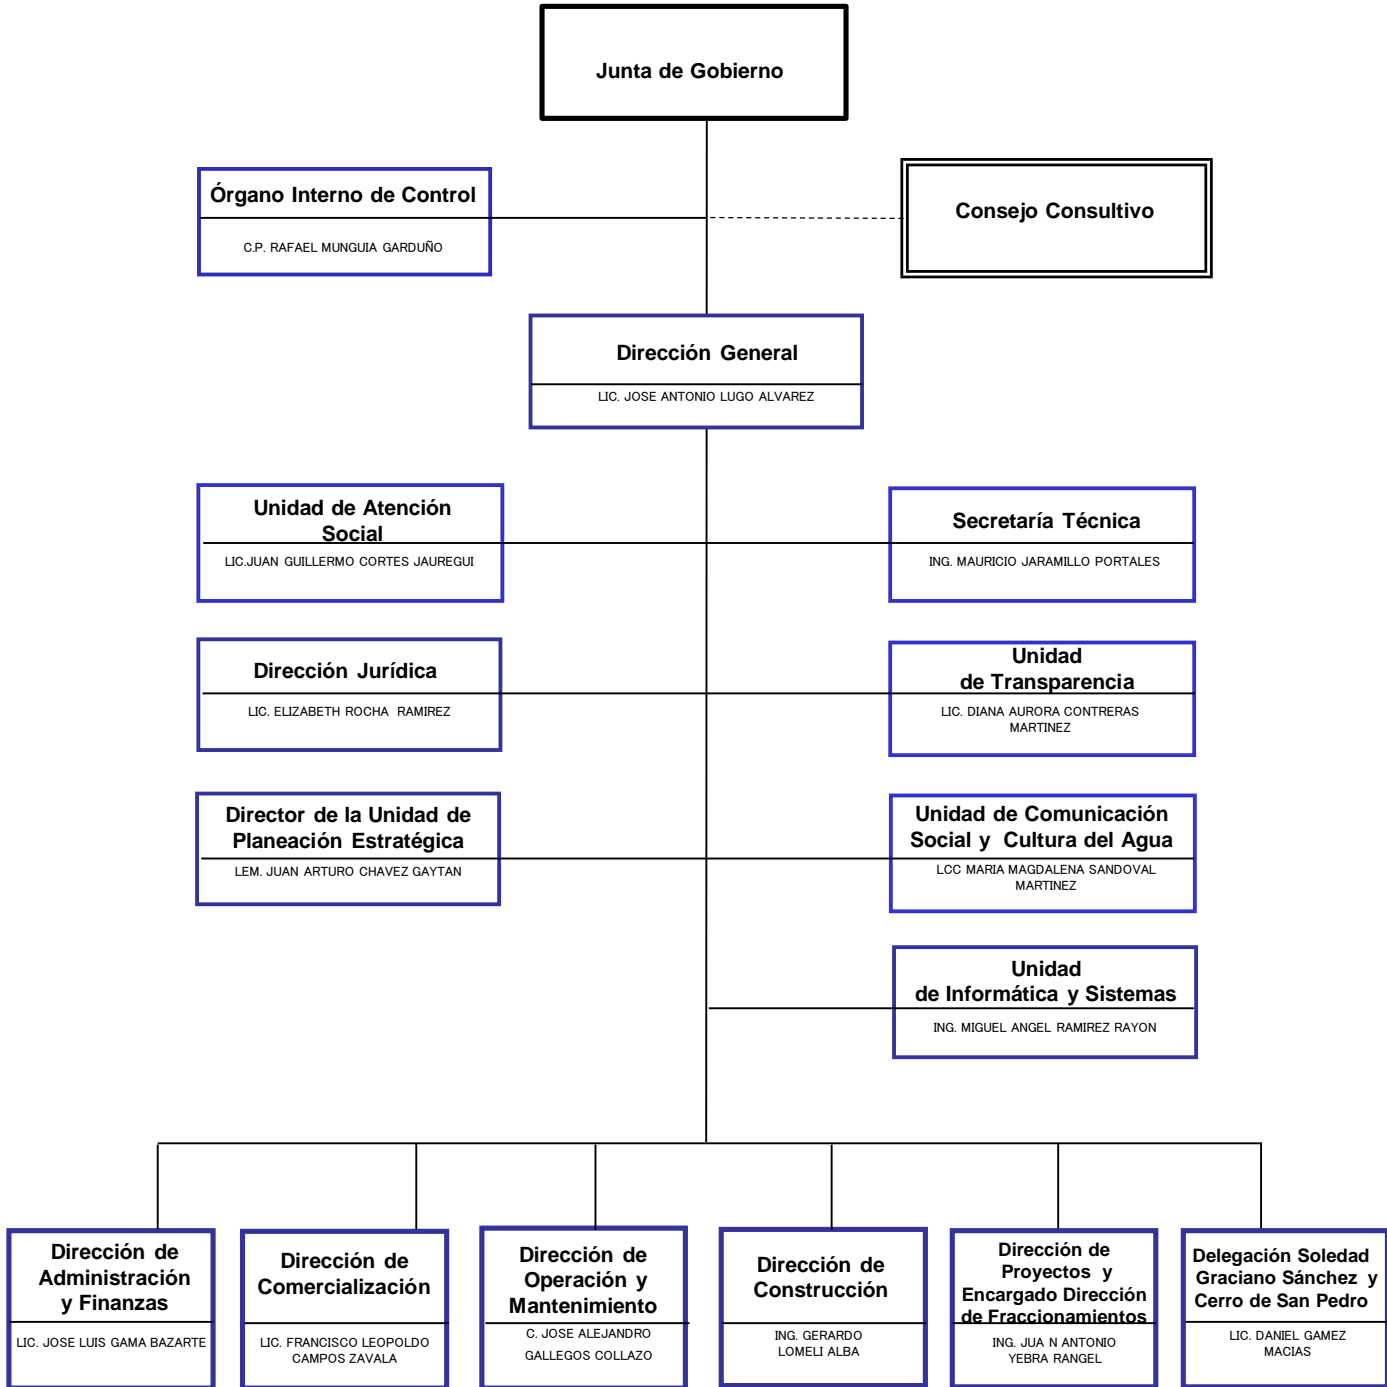 Junta de Gobierno
Órgano Interno de Control
C.P. RAFAEL MUNGUIA GARDUÑO
Consejo Consultivo
Dirección General
LIC. JOSE ANTONIO LUGO ALVAREZ
Unidad de Atención
Social
LIC.JUAN GUILLERMO CORTES JAUREGUI
Secretaría Técnica
ING. MAURICIO JARAMILLO PORTALES
Dirección Jurídica
LIC. ELIZABETH ROCHA RAMIREZ
Unidad
de Transparencia
LIC. DIANA AURORA CONTRERAS
MARTINEZ
Director de la Unidad de
Planeación Estratégica
LEM. JUAN ARTURO CHAVEZ GAYTAN
Unidad de Comunicación
Social y Cultura del Agua
LCC MARIA MAGDALENA SANDOVAL
MARTINEZ
Unidad
de Informática y Sistemas
ING. MIGUEL ANGEL RAMIREZ RAYON
Dirección de
Administración
y Finanzas
LIC. JOSE LUIS GAMA BAZARTE
Dirección de
Comercialización
LIC. FRANCISCO LEOPOLDO
CAMPOS ZAVALA
Dirección de
Operación y
Mantenimiento
C. JOSE ALEJANDRO
GALLEGOS COLLAZO
Dirección de
Construcción
ING. GERARDO
LOMELI ALBA
Dirección de
Proyectos y
Encargado Dirección
de Fraccionamientos
ING. JUA N ANTONIO
YEBRA RANGEL
Delegación Soledad
Graciano Sánchez y
Cerro de San Pedro
LIC. DANIEL GAMEZ
MACIAS